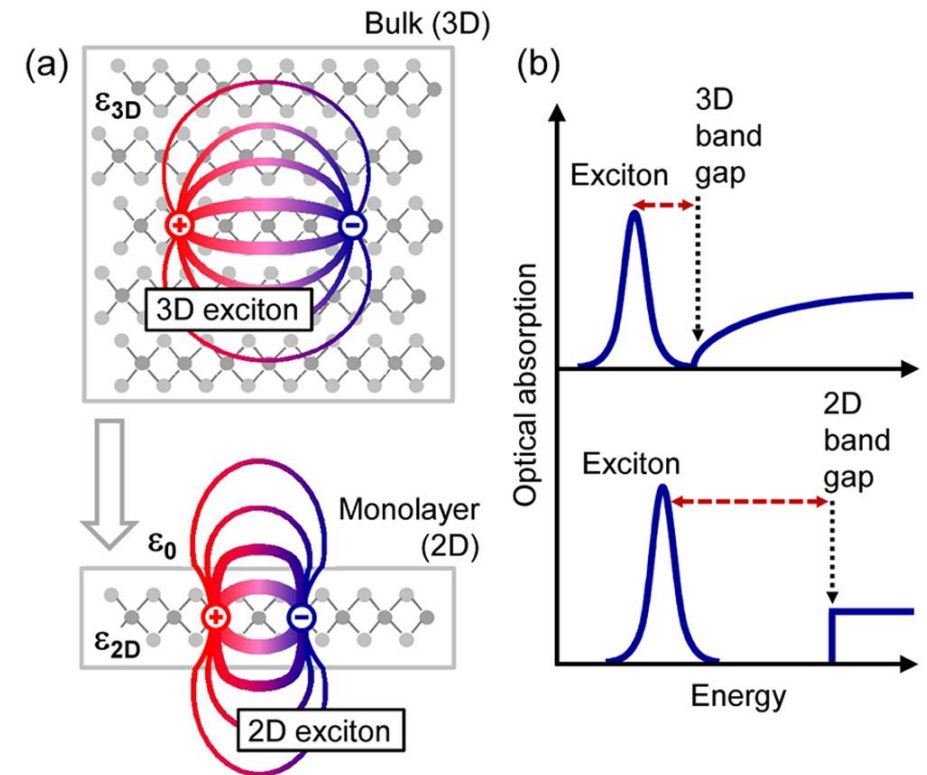 (a)
Bulk (3D)
ε3D
+
−
3D exciton
Monolayer
(2D)
ε0
ε2D
+
−
2D exciton
(b)
3D
band
gap
Exciton
Optical absorption
2D
band
gap
Exciton
Energy